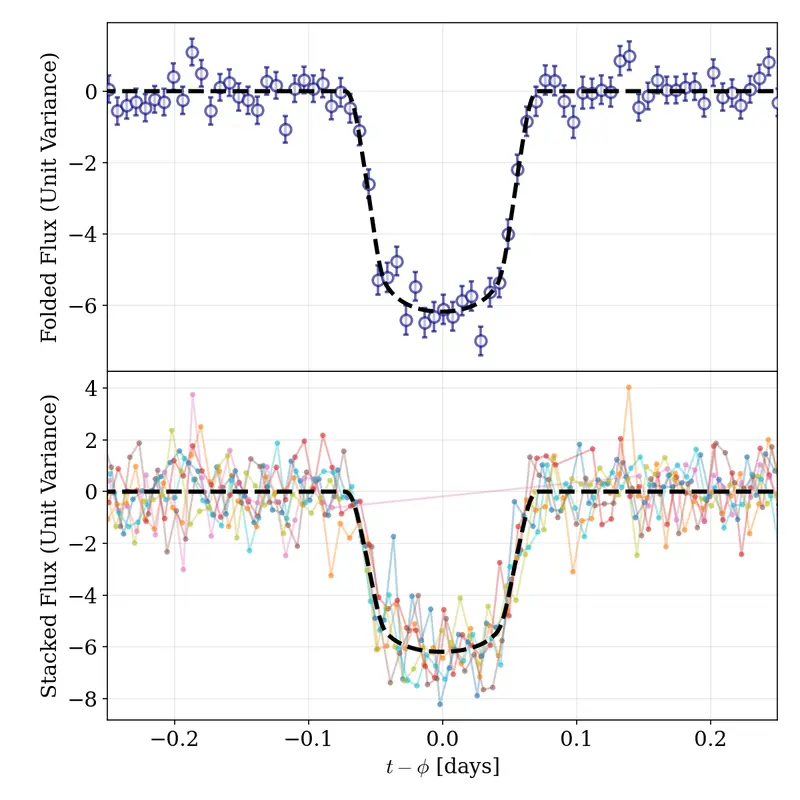 Folded Flux (Unit Variance)
0
−2
−4
−6
Stacked Flux (Unit Variance)
4
2
0
−2
−4
−6
−8
−0.2 −0.1 0.0 0.1 0.2
t − ϕ [days]